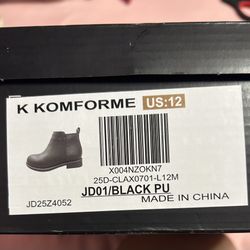 K KOMFORME US:12
X004NZOKN7
25D-CLAX0701-L12M
JD01/BLACK PU
JD25Z4052
MADE IN CHINA